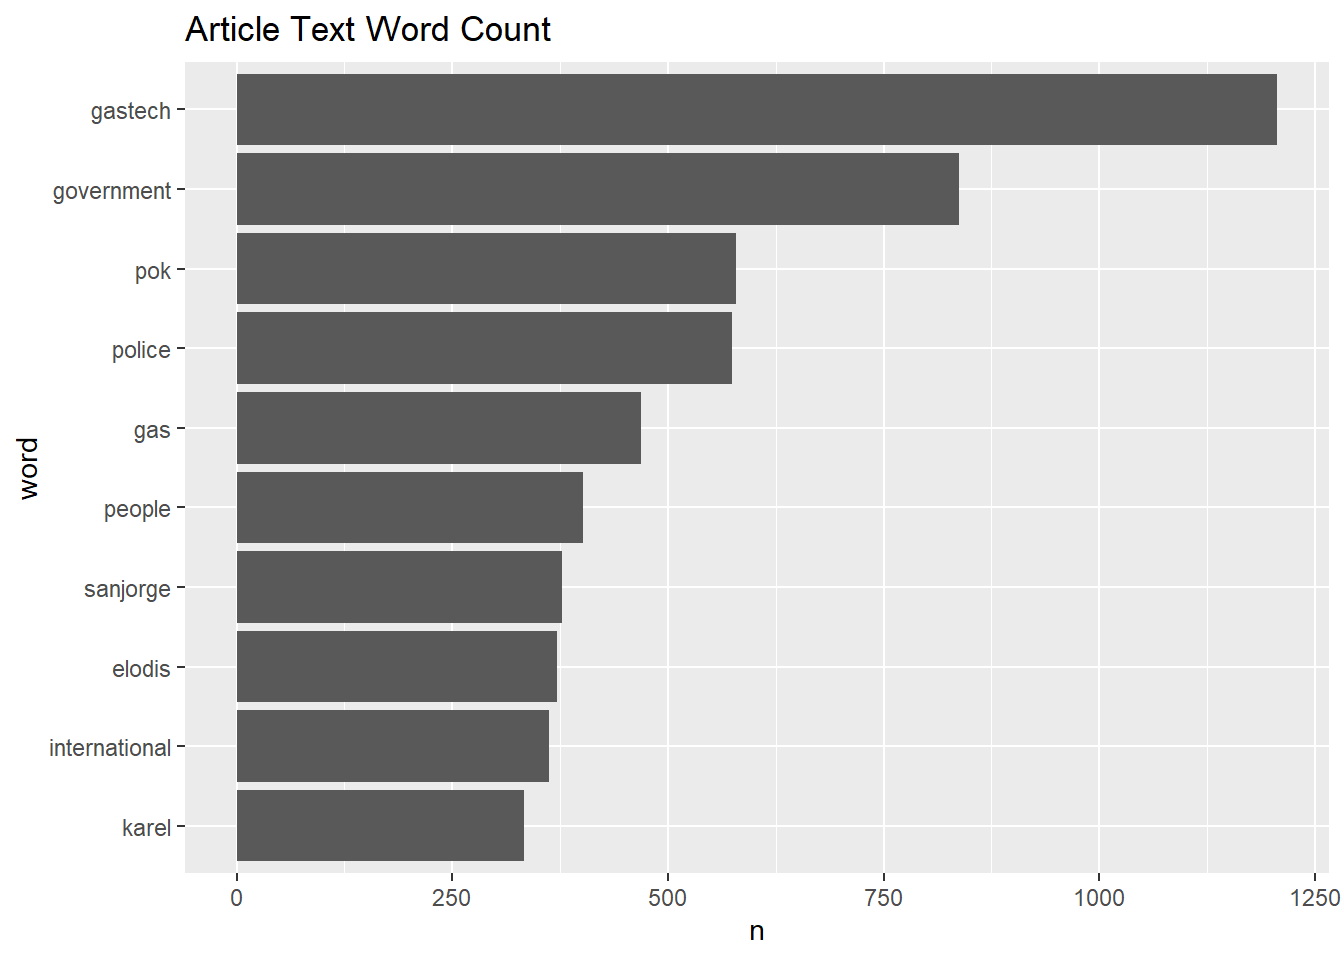 Article Text Word Count
gastech
government
pok
police
gas
people
sanjorge
elodis
international
karel
word
0 250 500 750 1000 1250
n